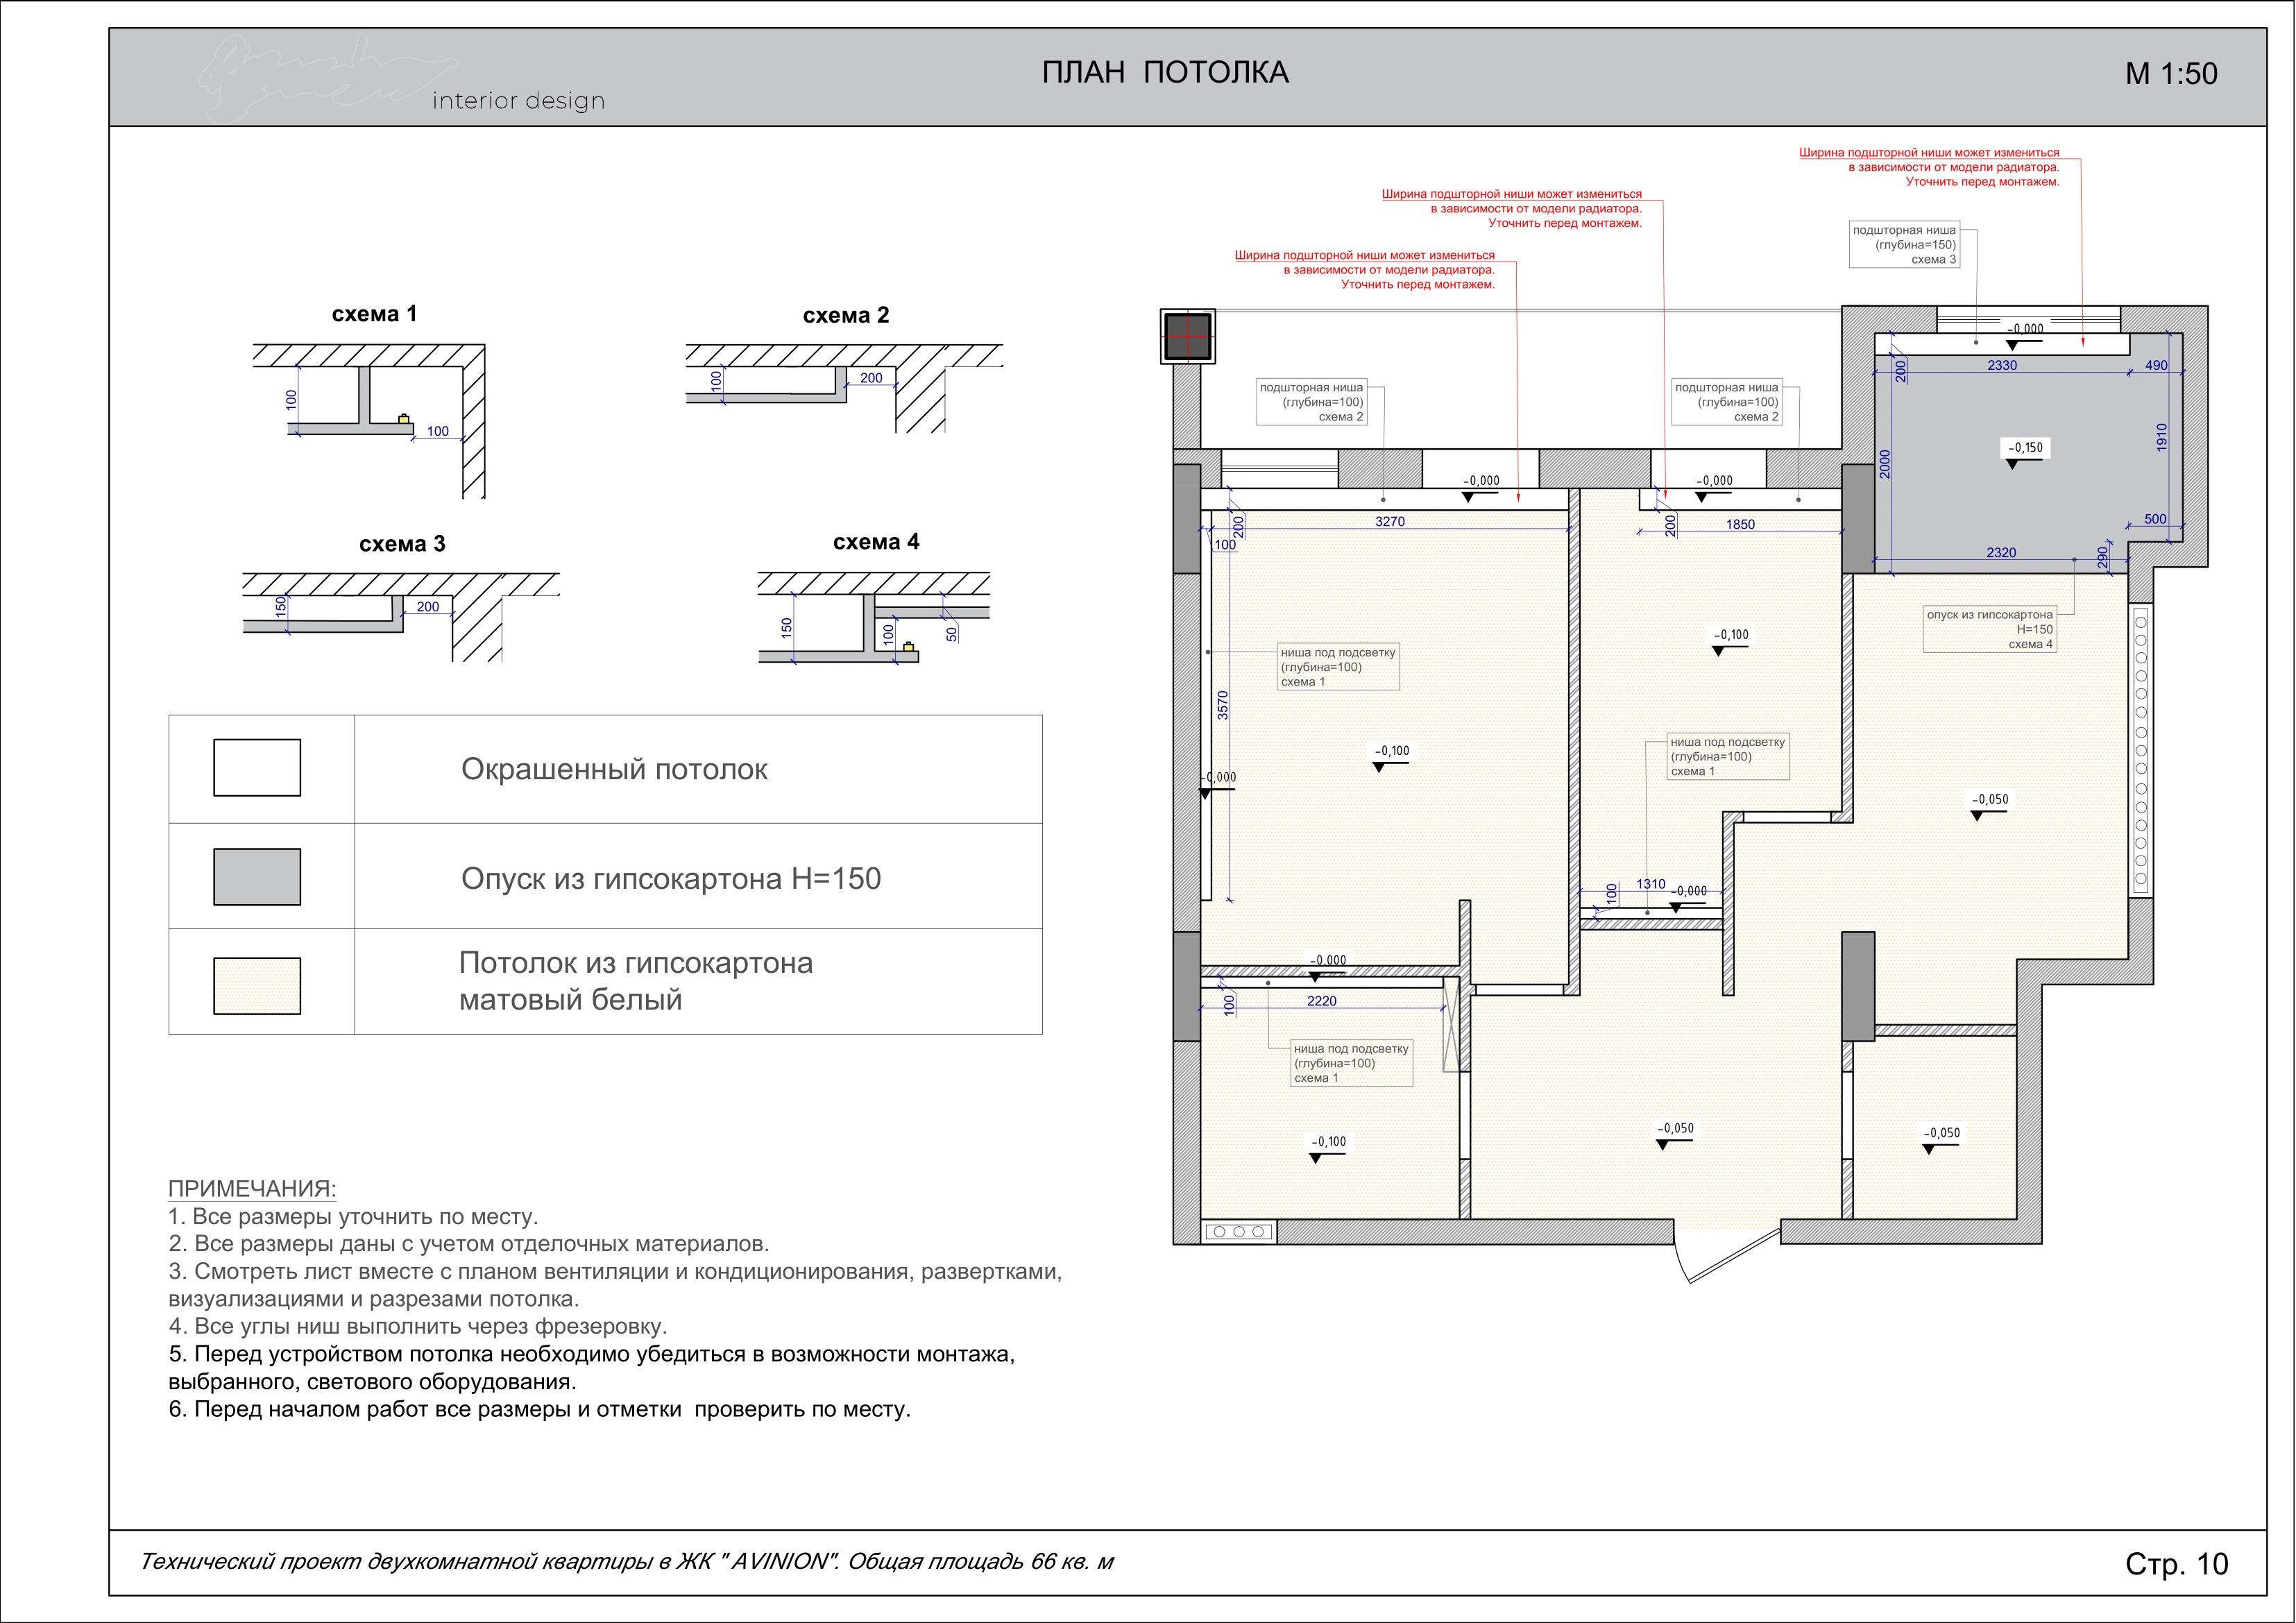 interior design
ПЛАН ПОТОЛКА
М 1:50
Ширина подшторной ниши может измениться
в зависимости от модели радиатора.
Уточнить перед монтажем.
Ширина подшторной ниши может измениться
в зависимости от модели радиатора.
Уточнить перед монтажем.
Ширина подшторной ниши может измениться
в зависимости от модели радиатора.
Уточнить перед монтажем.
подшторная ниша
(глубина=150)
схема 3
подшторная ниша
(глубина=100)
схема 2
подшторная ниша
(глубина=100)
схема 2
схема 1
100
100
схема 2
100
200
схема 3
150
200
схема 4
150
100
50
-0,000
200
2330
490
-0,150
1910
2000
500
2320
290
опуск из гипсокартона
Н=150
схема 4
-0,000
200
3270
100
-0,000
200
1850
ниша под подсветку
(глубина=100)
схема 1
3570
-0,100
-0,000
-0,100
ниша под подсветку
(глубина=100)
схема 1
100
1310
-0,000
-0,050
-0.000
100
2220
ниша под подсветку
(глубина=100)
схема 1
-0,100
-0,050
-0,050
Окрашенный потолок
Опуск из гипсокартона Н=150
Потолок из гипсокартона
матовый белый
ПРИМЕЧАНИЯ:
1. Все размеры уточнить по месту.
2. Все размеры даны с учетом отделочных материалов.
3. Смотреть лист вместе с планом вентиляции и кондиционирования, развертками,
визуализациями и разрезами потолка.
4. Все углы ниш выполнить через фрезеровку.
5. Перед устройством потолка необходимо убедиться в возможности монтажа,
выбранного, светового оборудования.
6. Перед началом работ все размеры и отметки проверить по месту.
Технический проект двухкомнатной квартиры в ЖК " AVINION". Общая площадь 66 кв. м
Стр. 10